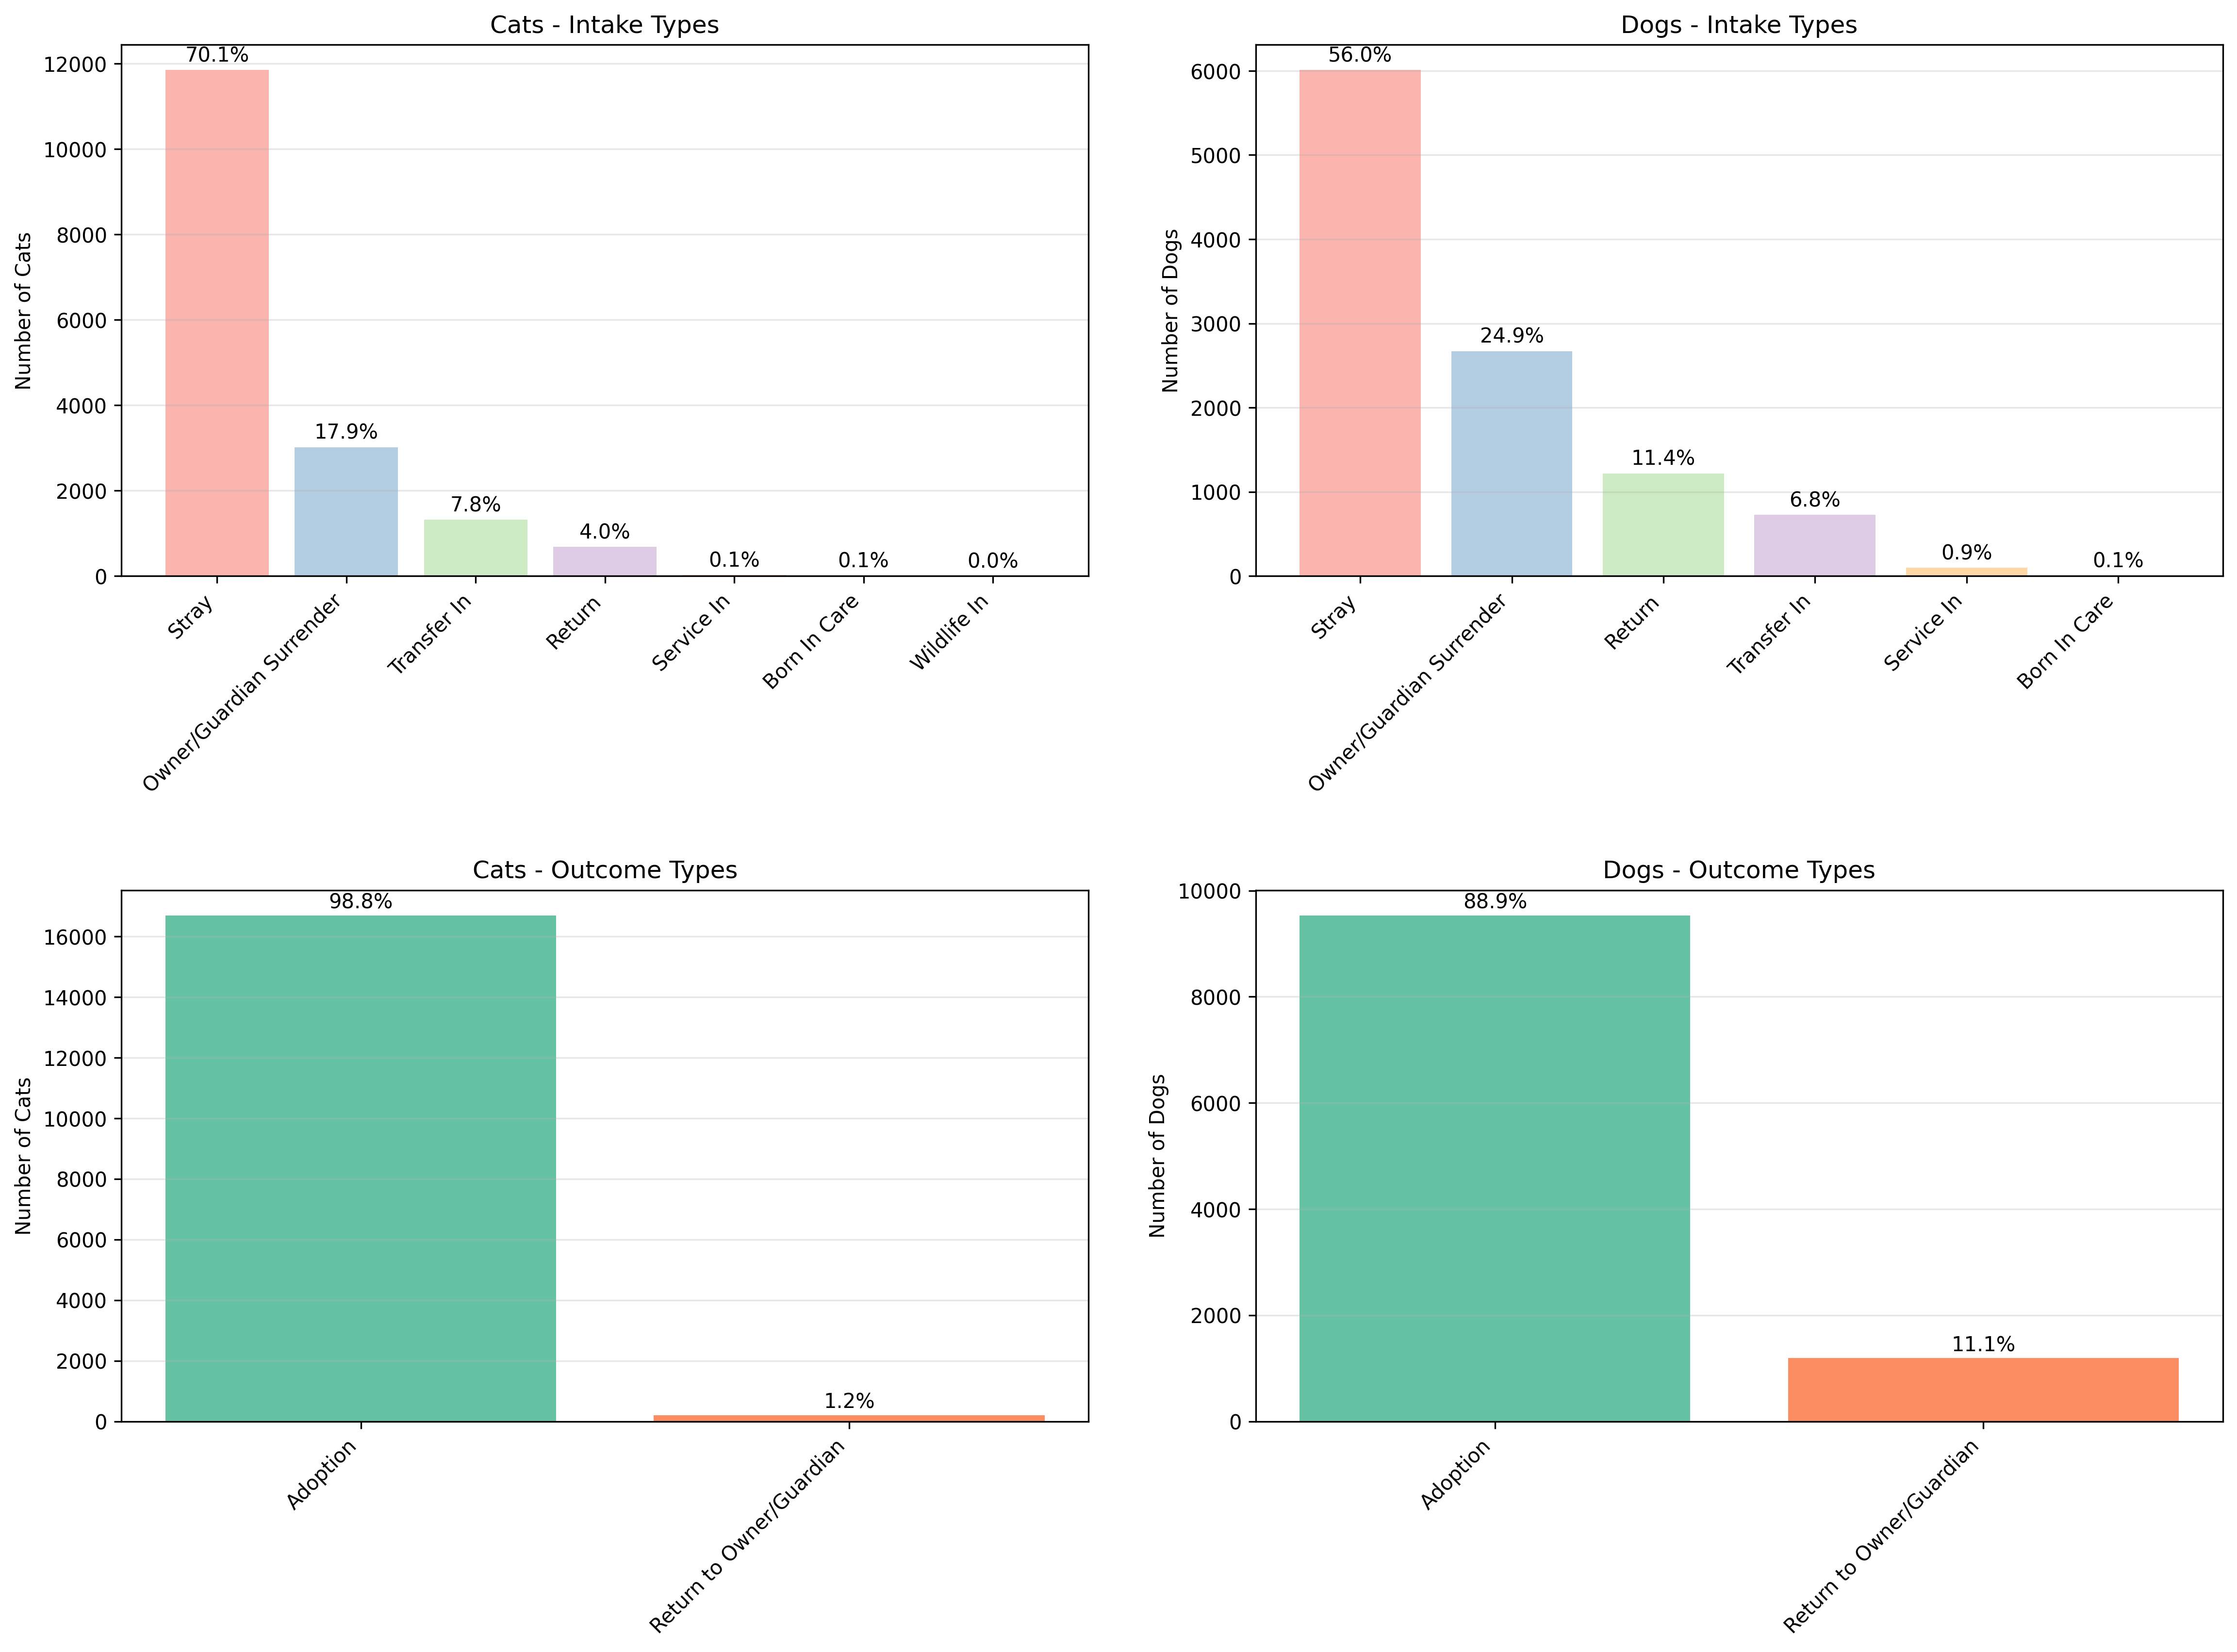 Cats - Intake Types
Number of Cats
12000
10000
8000
6000
4000
2000
0
70.1%
17.9%
7.8%
4.0%
0.1%
0.1%
0.0%
Stray
Owner/Guardian Surrender
Transfer In
Return
Service In
Born In Care
Wildlife In
Dogs - Intake Types
Number of Dogs
6000
5000
4000
3000
2000
1000
0
56.0%
24.9%
11.4%
6.8%
0.9%
0.1%
Stray
Owner/Guardian Surrender
Return
Transfer In
Service In
Born In Care
Cats - Outcome Types
Number of Cats
16000
14000
12000
10000
8000
6000
4000
2000
0
98.8%
1.2%
Adoption
Return to Owner/Guardian
Dogs - Outcome Types
Number of Dogs
10000
8000
6000
4000
2000
0
88.9%
11.1%
Adoption
Return to Owner/Guardian